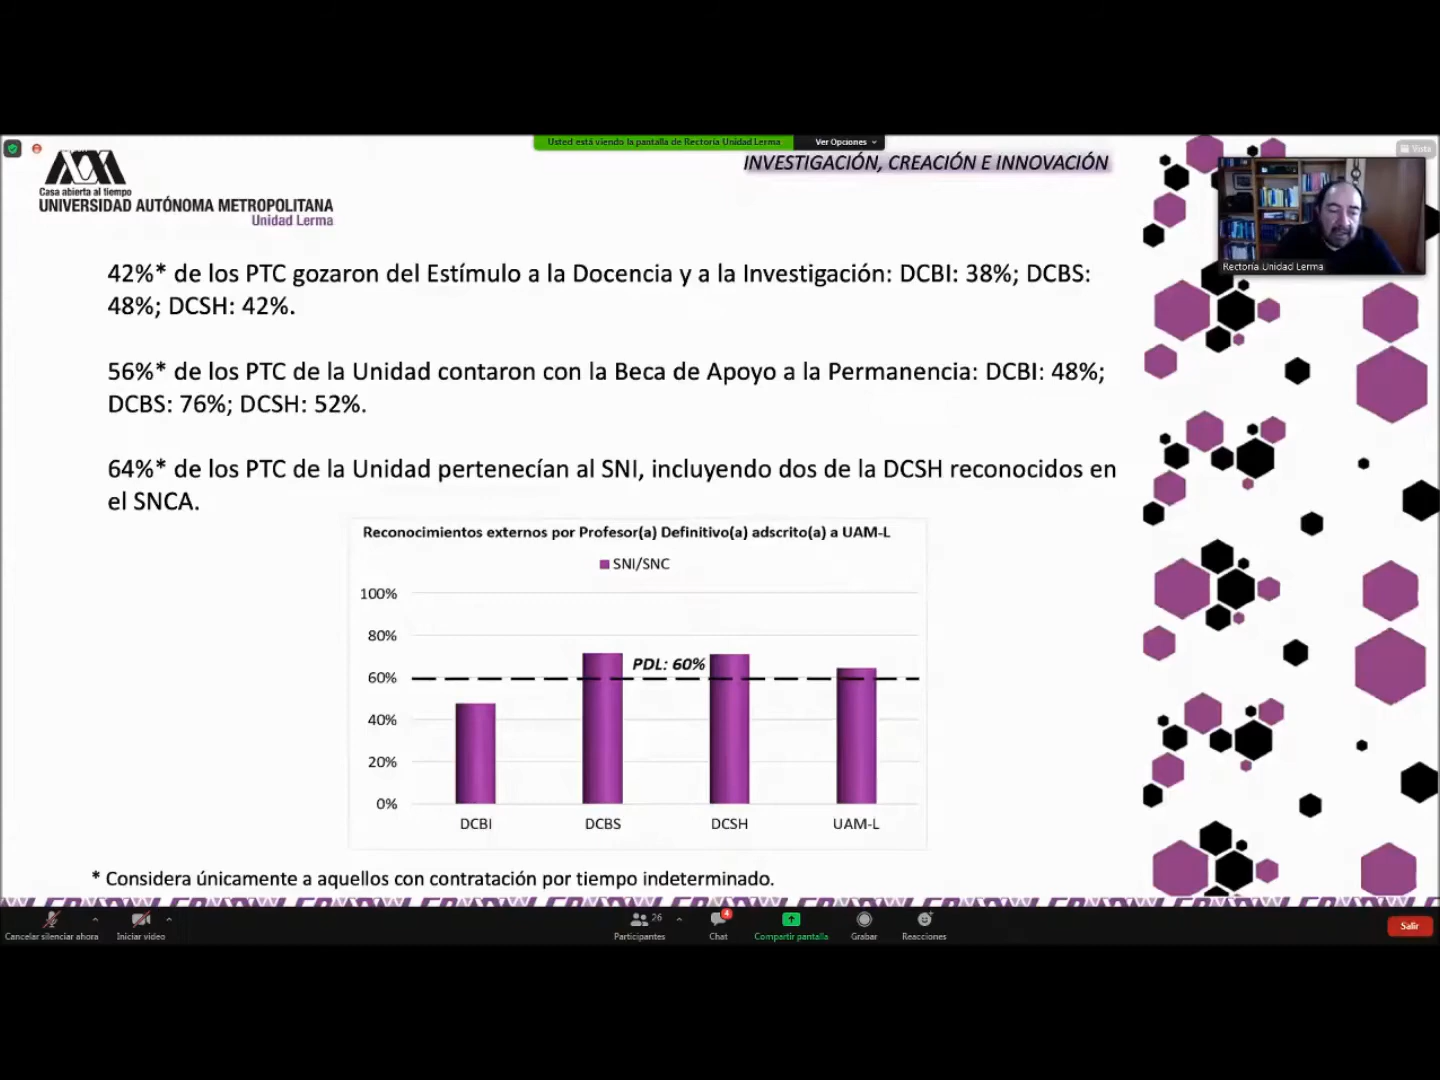 Usted está viendo la pantalla de Rectoría Unidad Lerma
Ver Opciones
Vista
Casa abierta al tiempo
UNIVERSIDAD AUTÓNOMA METROPOLITANA
Unidad Lerma
INVESTIGACIÓN, CREACIÓN E INNOVACIÓN
Rectoría Unidad Lerma
42%* de los PTC gozaron del Estímulo a la Docencia y a la Investigación: DCBI: 38%; DCBS:
48%; DCSH: 42%.
56%* de los PTC de la Unidad contaron con la Beca de Apoyo a la Permanencia: DCBI: 48%;
DCBS: 76%; DCSH: 52%.
64%* de los PTC de la Unidad pertenecían al SNI, incluyendo dos de la DCSH reconocidos en
el SNCA.
Reconocimientos externos por Profesor(a) Definitivo(a) adscrito(a) a UAM-L
SNI/SNC
100%
80%
PDL: 60%
60%
40%
20%
0%
DCBI DCBS DCSH UAM-L
* Considera únicamente a aquellos con contratación por tiempo indeterminado.
Cancelar silenciar ahora
Iniciar video
26
Participantes
4
Chat
Compartir pantalla
Grabar
Reacciones
Salir